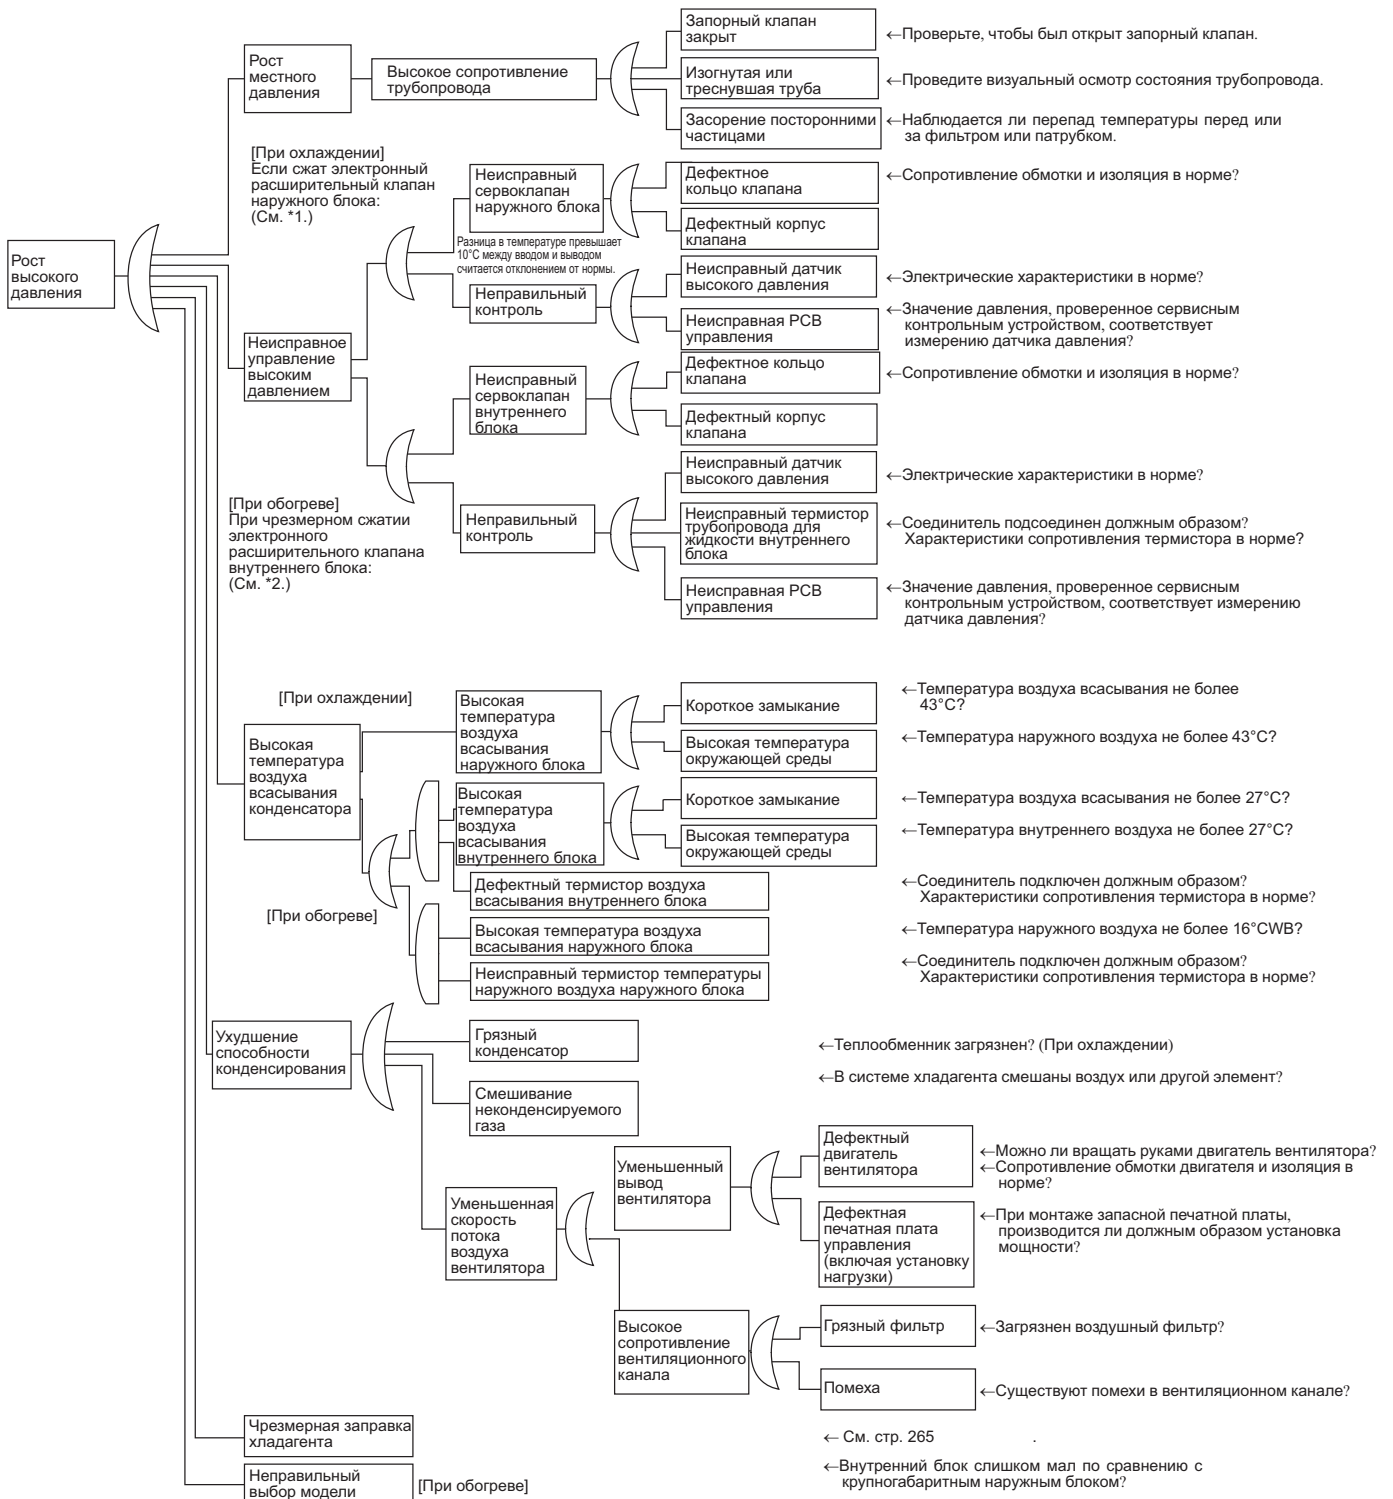 Запорный клапан
закрыт
←Проверьте, чтобы был открыт запорный клапан.
Рост
местного
давления
Высокое сопротивление
трубопровода
Изогнутая или
треснувшая труба
←Проведите визуальный осмотр состояния трубопровода.
Засорение посторонними
частицами
←Наблюдается ли перепад температуры перед или
за фильтром или патрубком.
[При охлаждении]
Если сжат электронный
расширительный клапан
наружного блока:
(См. *1.)
Неисправный
сервоклапан
наружного блока
Дефектное
кольцо клапана
←Сопротивление обмотки и изоляция в норме?
Дефектный корпус
клапана
Разница в температуре превышает
10°C между вводом и выводом
считается отклонением от нормы.
Рост
высокого
давления
Неправильный
контроль
Неисправный датчик
высокого давления
←Электрические характеристики в норме?
Неисправная PCB
управления
←Значение давления, проверенное сервисным
контрольным устройством, соответствует
измерению датчика давления?
Неисправное
управление
высоким
давлением
Неисправный
сервоклапан
внутреннего
блока
Дефектное кольцо
клапана
←Сопротивление обмотки и изоляция в норме?
Дефектный корпус
клапана
[При обогреве]
При чрезмерном сжатии
электронного
расширительного клапана
внутреннего блока:
(См. *2.)
Неправильный
контроль
Неисправный датчик
высокого давления
←Электрические характеристики в норме?
Неисправный термистор
трубопровода для
жидкости внутреннего
блока
←Соединитель подсоединен должным образом?
Характеристики сопротивления термистора в норме?
Неисправная PCB
управления
←Значение давления, проверенное сервисным
контрольным устройством, соответствует измерению
датчика давления?
[При охлаждении]
Высокая
температура
воздуха
всасывания
конденсатора
Высокая
температура
воздуха
всасывания
наружного блока
Короткое замыкание
←Температура воздуха всасывания не более
43°C?
Высокая температура
окружающей среды
←Температура наружного воздуха не более 43°C?
Высокая
температура
воздуха
всасывания
внутреннего блока
Короткое замыкание
←Температура воздуха всасывания не более 27°C?
Высокая температура
окружающей среды
←Температура внутреннего воздуха не более 27°C?
[При обогреве]
Дефектный термистор воздуха
всасывания внутреннего блока
←Соединитель подключен должным образом?
Характеристики сопротивления термистора в норме?
Высокая температура воздуха
всасывания наружного блока
←Температура наружного воздуха не более 16°CWB?
Неисправный термистор температуры
наружного воздуха наружного блока
←Соединитель подключен должным образом?
Характеристики сопротивления термистора в норме?
Ухудшение
способности
конденсирования
Грязный
конденсатор
←Теплообменник загрязнен? (При охлаждении)
Смешивание
неконденсируемого
газа
←В системе хладагента смешаны воздух или другой элемент?
Уменьшенная
скорость
потока
воздуха
вентилятора
Уменьшенный
вывод
вентилятора
Дефектный
двигатель
вентилятора
←Можно ли вращать руками двигатель вентилятора?
←Сопротивление обмотки двигателя и изоляция в
норме?
Дефектная
печатная плата
управления
(включая установку
нагрузки)
←При монтаже запасной печатной платы,
производится ли должным образом установка
мощности?
Высокое
сопротивление
вентиляционного
канала
Грязный фильтр
←Загрязнен воздушный фильтр?
Помеха
←Существуют помехи в вентиляционном канале?
Чрезмерная заправка
хладагента
← См. стр. 265 .
Неправильный
выбор модели
[При обогреве]
←Внутренний блок слишком мал по сравнению с
крупногабаритным наружным блоком?